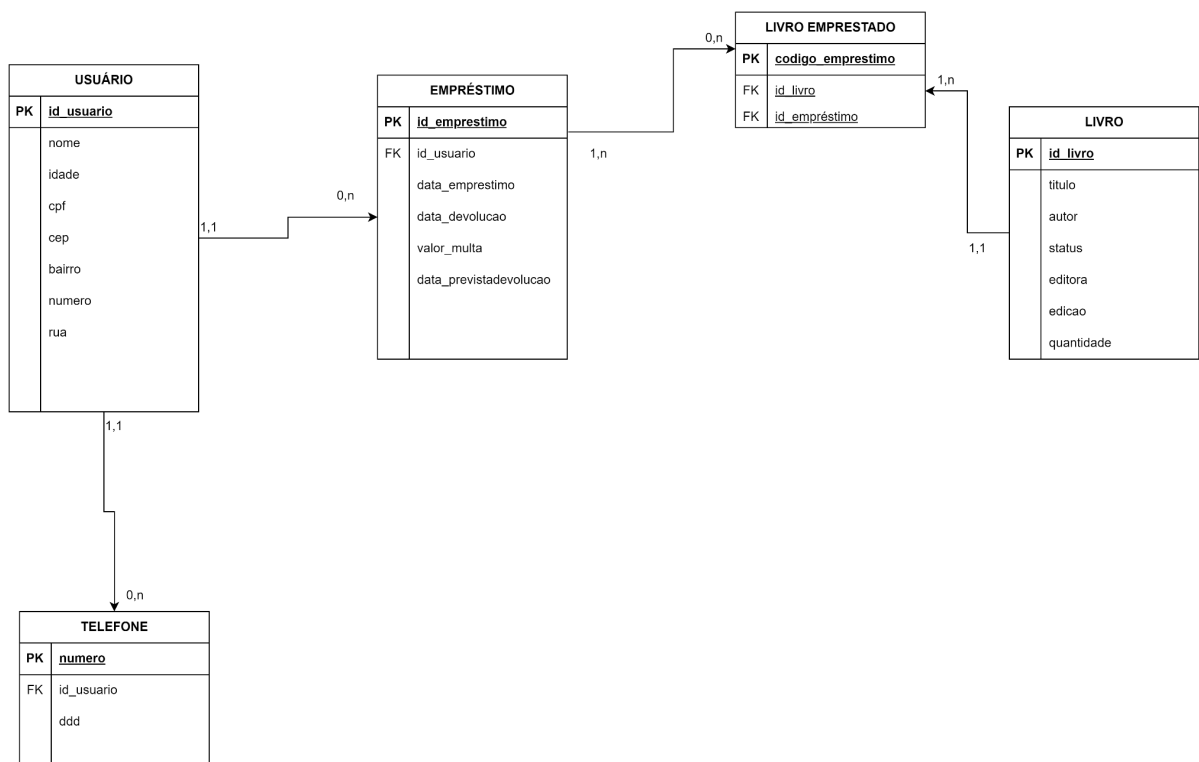 USUÁRIO
PK id_usuario
nome
idade
cpf
cep
bairro
numero
rua
1,1
0,n
1,1
EMPRÉSTIMO
PK id_emprestimo
FK id_usuario
data_emprestimo
data_devolucao
valor_multa
data_previstadevolucao
1,n
0,n
LIVRO EMPRESTADO
PK codigo_emprestimo
FK id_livro
FK id_empréstimo
1,n
1,1
LIVRO
PK id_livro
titulo
autor
status
editora
edicao
quantidade
0,n
TELEFONE
PK numero
FK id_usuario
ddd